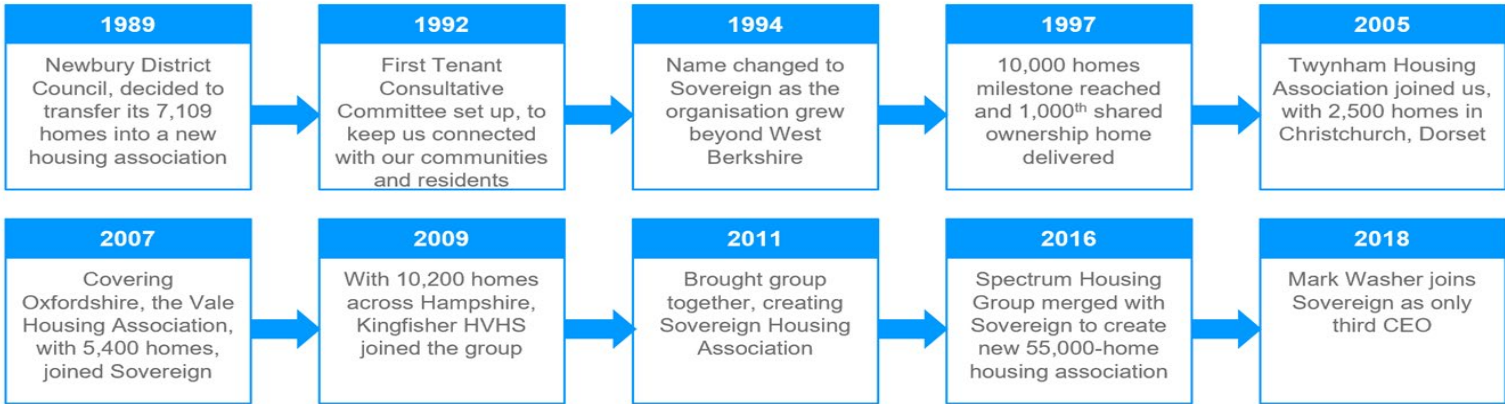 1989
Newbury District
Council, decided to
transfer its 7,109
homes into a new
housing association
1992
First Tenant
Consultative
Committee set up, to
keep us connected
with our communities
and residents
1994
Name changed to
Sovereign as the
organisation grew
beyond West
Berkshire
1997
10,000 homes
milestone reached
and 1,000th shared
ownership home
delivered
2005
Twynham Housing
Association joined us,
with 2,500 homes in
Christchurch, Dorset
2007
Covering
Oxfordshire, the Vale
Housing Association,
with 5,400 homes,
joined Sovereign
2009
With 10,200 homes
across Hampshire,
Kingfisher HVHS
joined the group
2011
Brought group
together, creating
Sovereign Housing
Association
2016
Spectrum Housing
Group merged with
Sovereign to create
new 55,000-home
housing association
2018
Mark Washer joins
Sovereign as only
third CEO